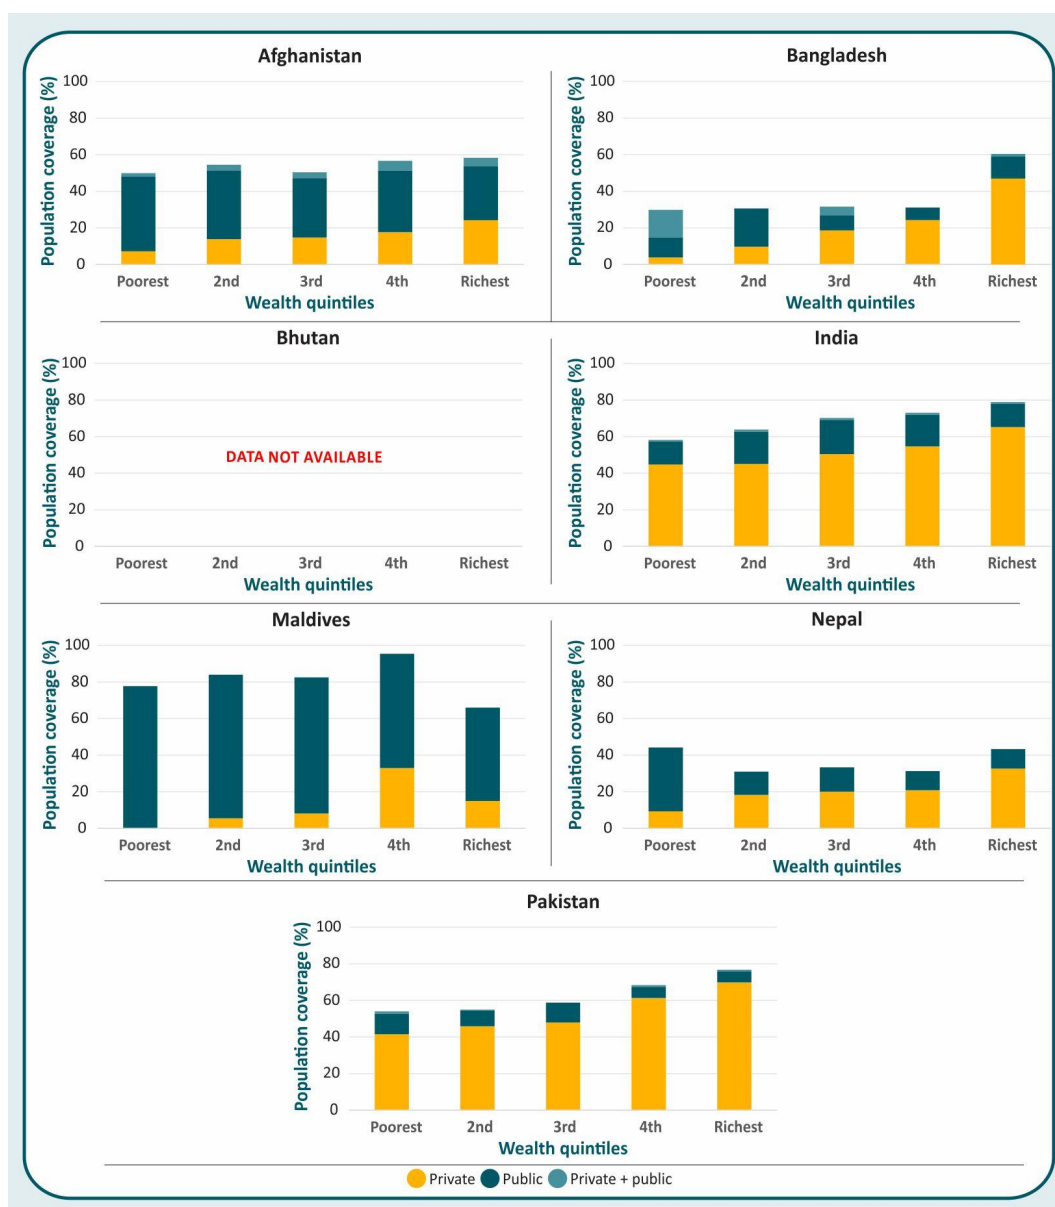 Afghanistan
Population coverage (%)
100
80
60
40
20
0
Poorest 2nd 3rd 4th Richest
Wealth quintiles
Bangladesh
Population coverage (%)
100
80
60
40
20
0
Poorest 2nd 3rd 4th Richest
Wealth quintiles
Bhutan
Population coverage (%)
100
80
60
40
20
0
DATA NOT AVAILABLE
Poorest 2nd 3rd 4th Richest
Wealth quintiles
India
Population coverage (%)
100
80
60
40
20
0
Poorest 2nd 3rd 4th Richest
Wealth quintiles
Maldives
Population coverage (%)
100
80
60
40
20
0
Poorest 2nd 3rd 4th Richest
Wealth quintiles
Nepal
Population coverage (%)
100
80
60
40
20
0
Poorest 2nd 3rd 4th Richest
Wealth quintiles
Pakistan
Population coverage (%)
100
80
60
40
20
0
Poorest 2nd 3rd 4th Richest
Wealth quintiles
Private Public Private + public